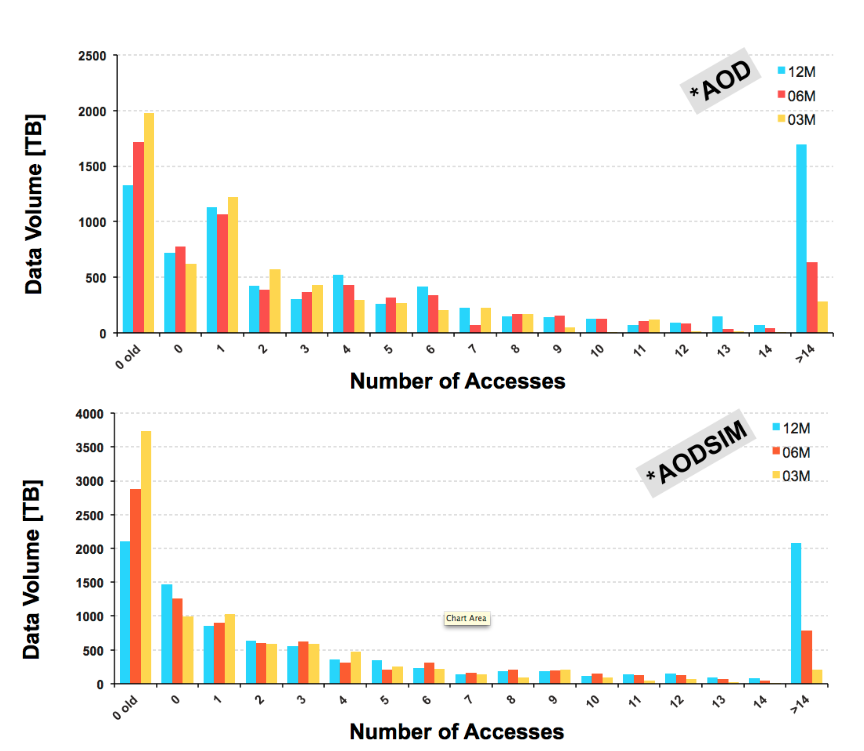 2500
*AOD
12M
2000
06M
03M
1500
1000
500
0
Data Volume [TB]
0 old 0 1 2 3 4 5 6 7 8 9 10 11 12 13 14 >14
Number of Accesses
4000
*AODSIM
12M
3500
06M
3000
03M
2500
2000
1500
1000
Chart Area
500
0
Data Volume [TB]
0 old 0 1 2 3 4 5 6 7 8 9 10 11 12 13 14 >14
Number of Accesses